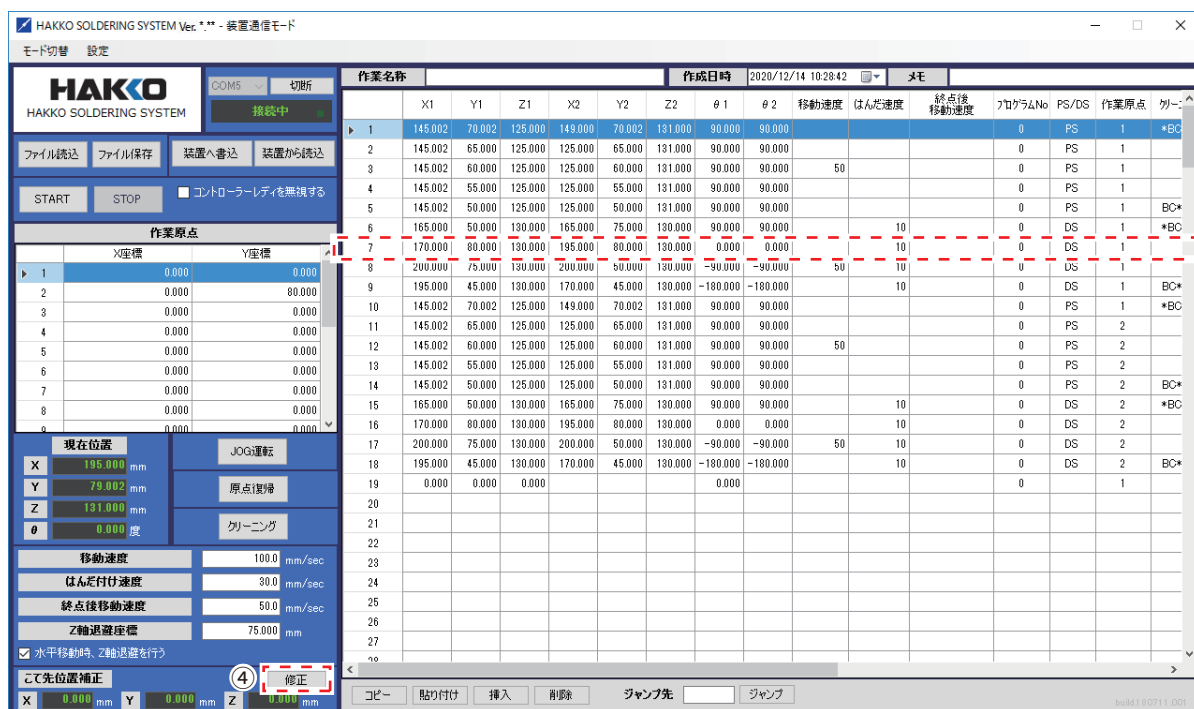 HAKKO SOLDERING SYSTEM Ver. *.** - 装置通信モード
モード切替 設定
HAKKO
HAKKO SOLDERING SYSTEM
COM5 切断
接続中
ファイル読込 ファイル保存 装置へ書込 装置から読込
START STOP コントローラーレディを無視する
作業原点
X座標 Y座標
1 0.000 0.000
2 0.000 80.000
3 0.000 0.000
4 0.000 0.000
5 0.000 0.000
6 0.000 0.000
7 0.000 0.000
8 0.000 0.000
9 0.000 0.000
現在位置
X 195.000 mm
Y 79.002 mm
Z 131.000 mm
θ 0.000 度
JOG運転
原点復帰
クリーニング
移動速度 100.0 mm/sec
はんだ付け速度 30.0 mm/sec
終点後移動速度 50.0 mm/sec
Z軸退避座標 75.000 mm
水平移動時、Z軸退避を行う
こて先位置補正 ④ 修正
X 0.000 mm Y 0.000 mm Z 0.000 mm
作業名称 作成日時 2020/12/14 10:28:42 メモ
X1 Y1 Z1 X2 Y2 Z2 θ1 θ2 移動速度 はんだ速度 終点後移動速度 プログラムNo PS/DS 作業原点 クリーニ
1 145.002 70.002 125.000 149.000 70.002 131.000 90.000 90.000 0 PS 1 *BC
2 145.002 65.000 125.000 125.000 65.000 131.000 90.000 90.000 0 PS 1
3 145.002 60.000 125.000 125.000 60.000 131.000 90.000 90.000 50 0 PS 1
4 145.002 55.000 125.000 125.000 55.000 131.000 90.000 90.000 0 PS 1
5 145.002 50.000 125.000 125.000 50.000 131.000 90.000 90.000 0 PS 1 BC*
6 165.000 50.000 130.000 165.000 75.000 130.000 90.000 90.000 10 0 DS 1 *BC
7 170.000 80.000 130.000 195.000 80.000 130.000 0.000 0.000 10 0 DS 1
8 200.000 75.000 130.000 200.000 50.000 130.000 -90.000 -90.000 50 10 0 DS 1
9 195.000 45.000 130.000 170.000 45.000 130.000 -180.000 -180.000 10 0 DS 1 BC*
10 145.002 70.002 125.000 149.000 70.002 131.000 90.000 90.000 0 PS 1 *BC
11 145.002 65.000 125.000 125.000 65.000 131.000 90.000 90.000 0 PS 2
12 145.002 60.000 125.000 125.000 60.000 131.000 90.000 90.000 50 0 PS 2
13 145.002 55.000 125.000 125.000 55.000 131.000 90.000 90.000 0 PS 2
14 145.002 50.000 125.000 125.000 50.000 131.000 90.000 90.000 0 PS 2 BC*
15 165.000 50.000 130.000 165.000 75.000 130.000 90.000 90.000 10 0 DS 2 *BC
16 170.000 80.000 130.000 195.000 80.000 130.000 0.000 0.000 10 0 DS 2
17 200.000 75.000 130.000 200.000 50.000 130.000 -90.000 -90.000 50 10 0 DS 2
18 195.000 45.000 130.000 170.000 45.000 130.000 -180.000 -180.000 10 0 DS 2 BC*
19 0.000 0.000 0.000 0.000 0 1
20
21
22
23
24
25
26
27
28
コピー 貼り付け 挿入 削除 ジャンプ先 ジャンプ
build:180711.001